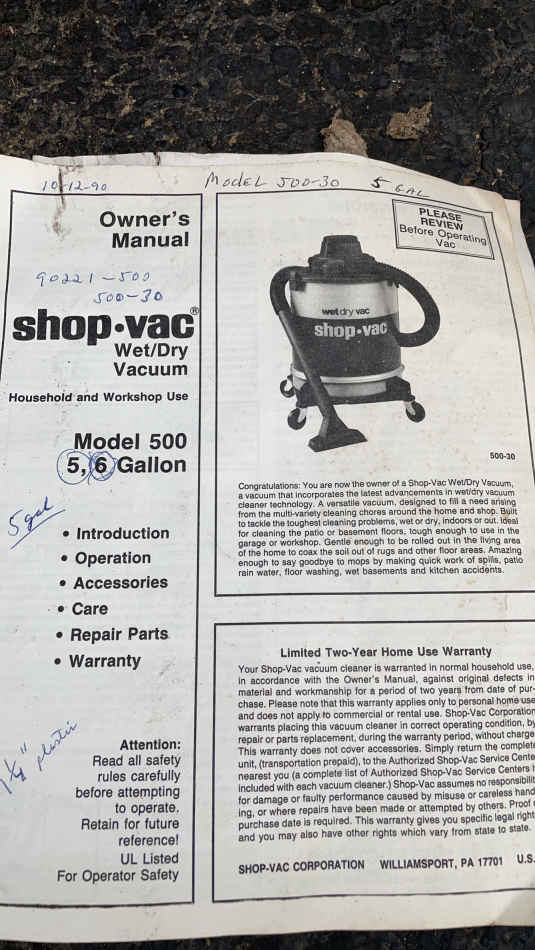 10-12-90
Model 500-30 5 GAL
Owner's
Manual
90221-500
500-30
shop•vac®
Wet/Dry
Vacuum
Household and Workshop Use
Model 500
5, 6 Gallon
5 gal
• Introduction
• Operation
• Accessories
• Care
• Repair Parts
• Warranty
1¼" plastic
Attention:
Read all safety
rules carefully
before attempting
to operate.
Retain for future
reference!
UL Listed
For Operator Safety
PLEASE
REVIEW
Before Operating
Vac
wet dry vac
shop•vac
500-30
Congratulations: You are now the owner of a Shop-Vac Wet/Dry Vacuum,
a vacuum that incorporates the latest advancements in wet/dry vacuum
cleaner technology. A versatile vacuum, designed to fill a need arising
from the multi-variety cleaning chores around the home and shop. Built
to tackle the toughest cleaning problems, wet or dry, indoors or out. Ideal
for cleaning the patio or basement floors, tough enough to use in the
garage or workshop. Gentle enough to be rolled out in the living area
of the home to coax the soil out of rugs and other floor areas. Amazing
enough to say goodbye to mops by making quick work of spills, patio
rain water, floor washing, wet basements and kitchen accidents.
Limited Two-Year Home Use Warranty
Your Shop-Vac vacuum cleaner is warranted in normal household use,
in accordance with the Owner's Manual, against original defects in
material and workmanship for a period of two years from date of pur-
chase. Please note that this warranty applies only to personal home use
and does not apply to commercial or rental use. Shop-Vac Corporation
warrants placing this vacuum cleaner in correct operating condition, by
repair or parts replacement, during the warranty period, without charge.
This warranty does not cover accessories. Simply return the complete
unit, (transportation prepaid), to the Authorized Shop-Vac Service Center
nearest you (a complete list of Authorized Shop-Vac Service Centers
included with each vacuum cleaner.) Shop-Vac assumes no responsibility
for damage or faulty performance caused by misuse or careless hand
ing, or where repairs have been made or attempted by others. Proof
purchase date is required. This warranty gives you specific legal right
and you may also have other rights which vary from state to state.
SHOP-VAC CORPORATION WILLIAMSPORT, PA 17701 U.S.